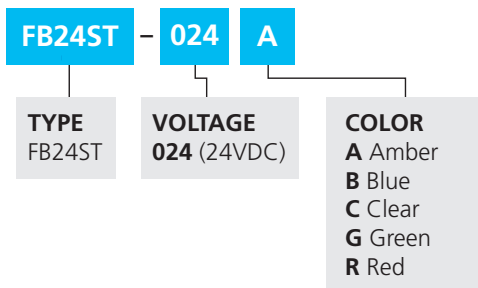 FB24ST – 024 A
TYPE
FB24ST
VOLTAGE
024 (24VDC)
COLOR
A Amber
B Blue
C Clear
G Green
R Red